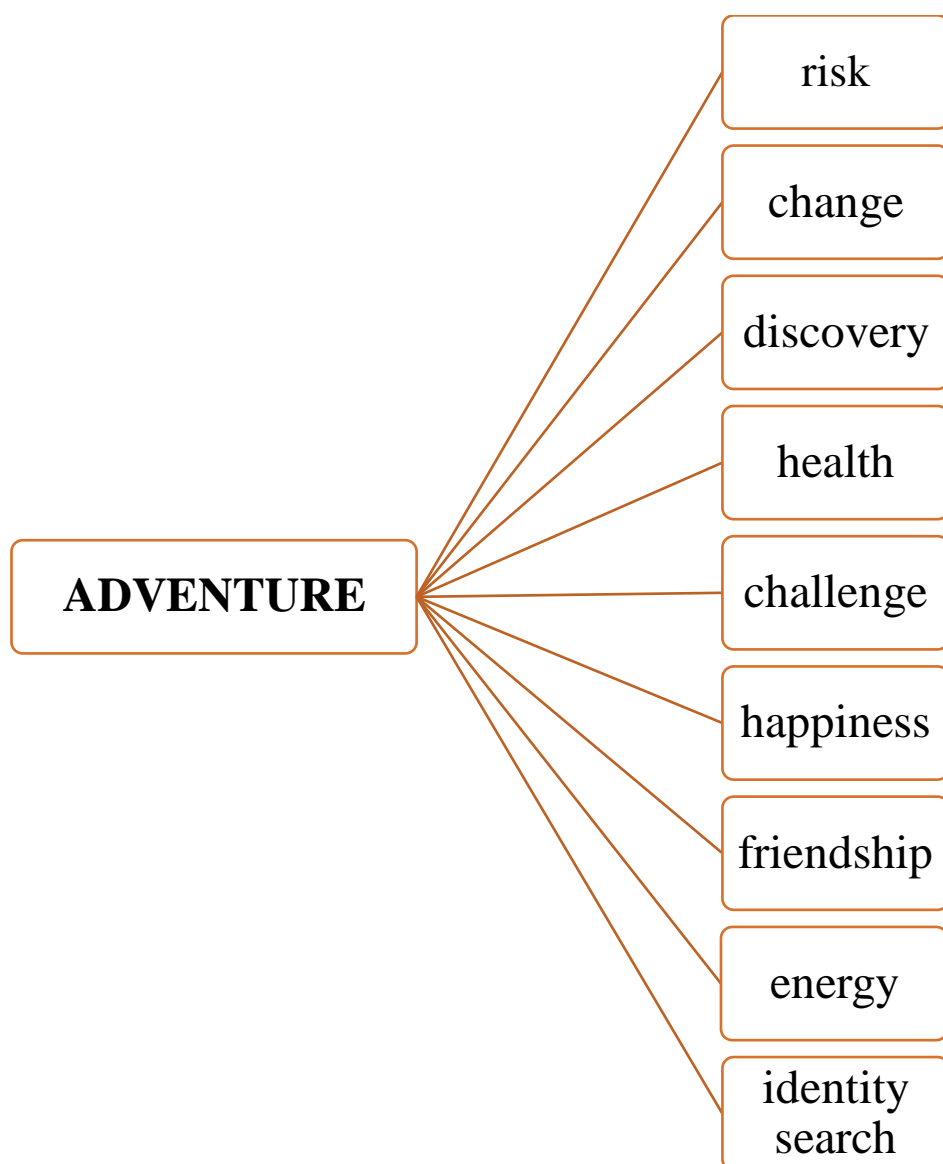 risk
change
discovery
health
ADVENTURE
challenge
happiness
friendship
energy
identity
search